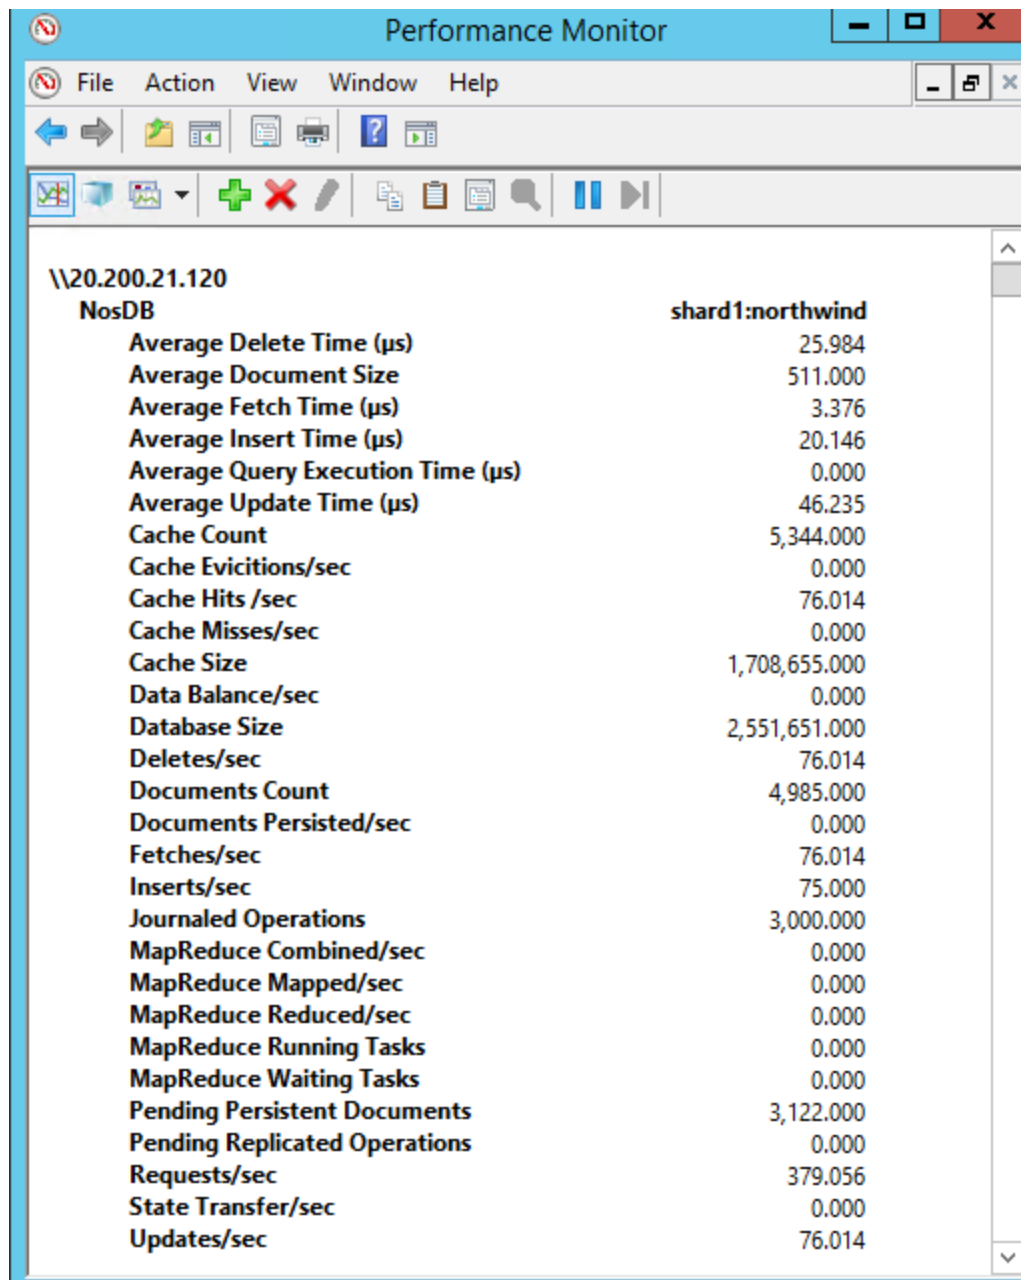 Performance Monitor
File Action View Window Help
\\20.200.21.120
NosDB shard1:northwind
Average Delete Time (µs) 25.984
Average Document Size 511.000
Average Fetch Time (µs) 3.376
Average Insert Time (µs) 20.146
Average Query Execution Time (µs) 0.000
Average Update Time (µs) 46.235
Cache Count 5,344.000
Cache Evicitions/sec 0.000
Cache Hits /sec 76.014
Cache Misses/sec 0.000
Cache Size 1,708,655.000
Data Balance/sec 0.000
Database Size 2,551,651.000
Deletes/sec 76.014
Documents Count 4,985.000
Documents Persisted/sec 0.000
Fetches/sec 76.014
Inserts/sec 75.000
Journaled Operations 3,000.000
MapReduce Combined/sec 0.000
MapReduce Mapped/sec 0.000
MapReduce Reduced/sec 0.000
MapReduce Running Tasks 0.000
MapReduce Waiting Tasks 0.000
Pending Persistent Documents 3,122.000
Pending Replicated Operations 0.000
Requests/sec 379.056
State Transfer/sec 0.000
Updates/sec 76.014